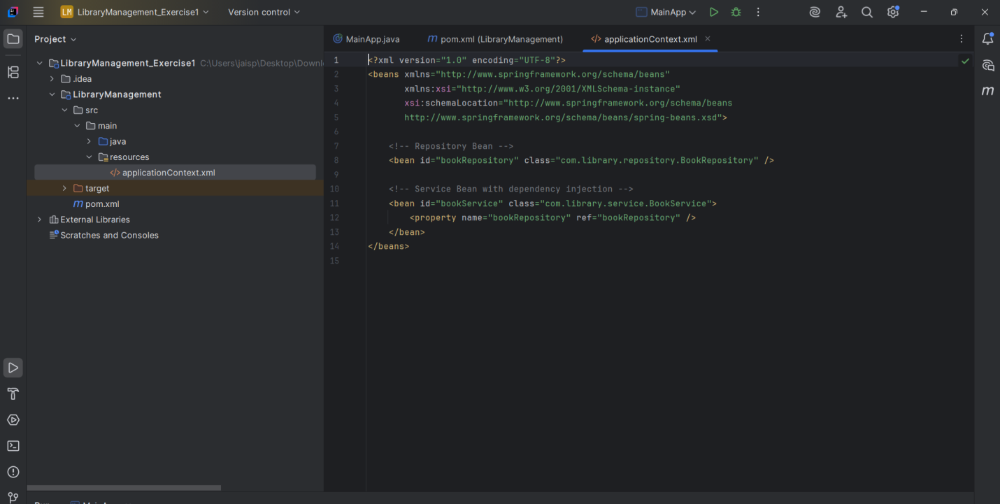 LM LibraryManagement_Exercise1 Version control MainApp
Project
LibraryManagement_Exercise1 C:\Users\jaisp\Desktop\Downl
.idea
LibraryManagement
src
main
java
resources
applicationContext.xml
target
m pom.xml
External Libraries
Scratches and Consoles
MainApp.java m pom.xml (LibraryManagement) </> applicationContext.xml
1 <?xml version="1.0" encoding="UTF-8"?>
2 <beans xmlns="http://www.springframework.org/schema/beans"
3 xmlns:xsi="http://www.w3.org/2001/XMLSchema-instance"
4 xsi:schemaLocation="http://www.springframework.org/schema/beans
5 http://www.springframework.org/schema/beans/spring-beans.xsd">
6
7 <!-- Repository Bean -->
8 <bean id="bookRepository" class="com.library.repository.BookRepository" />
9
10 <!-- Service Bean with dependency injection -->
11 <bean id="bookService" class="com.library.service.BookService">
12 <property name="bookRepository" ref="bookRepository" />
13 </bean>
14 </beans>
15
m